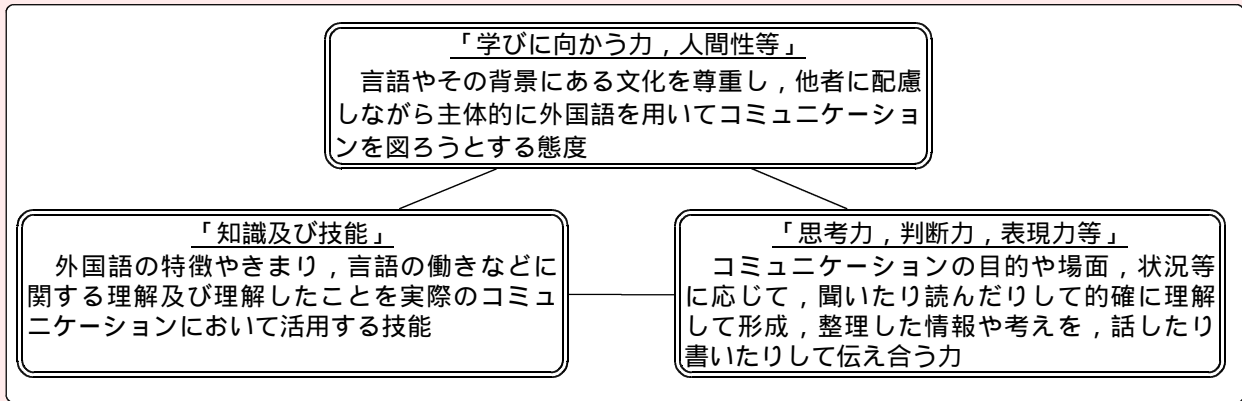 「学びに向かう力，人間性等」
言語やその背景にある文化を尊重し，他者に配慮
しながら主体的に外国語を用いてコミュニケーショ
ンを図ろうとする態度
「知識及び技能」
外国語の特徴やきまり，言語の働きなどに
関する理解及び理解したことを実際のコミュ
ニケーションにおいて活用する技能
「思考力，判断力，表現力等」
コミュニケーションの目的や場面，状況等
に応じて，聞いたり読んだりして的確に理解
して形成，整理した情報や考えを，話したり
書いたりして伝え合う力